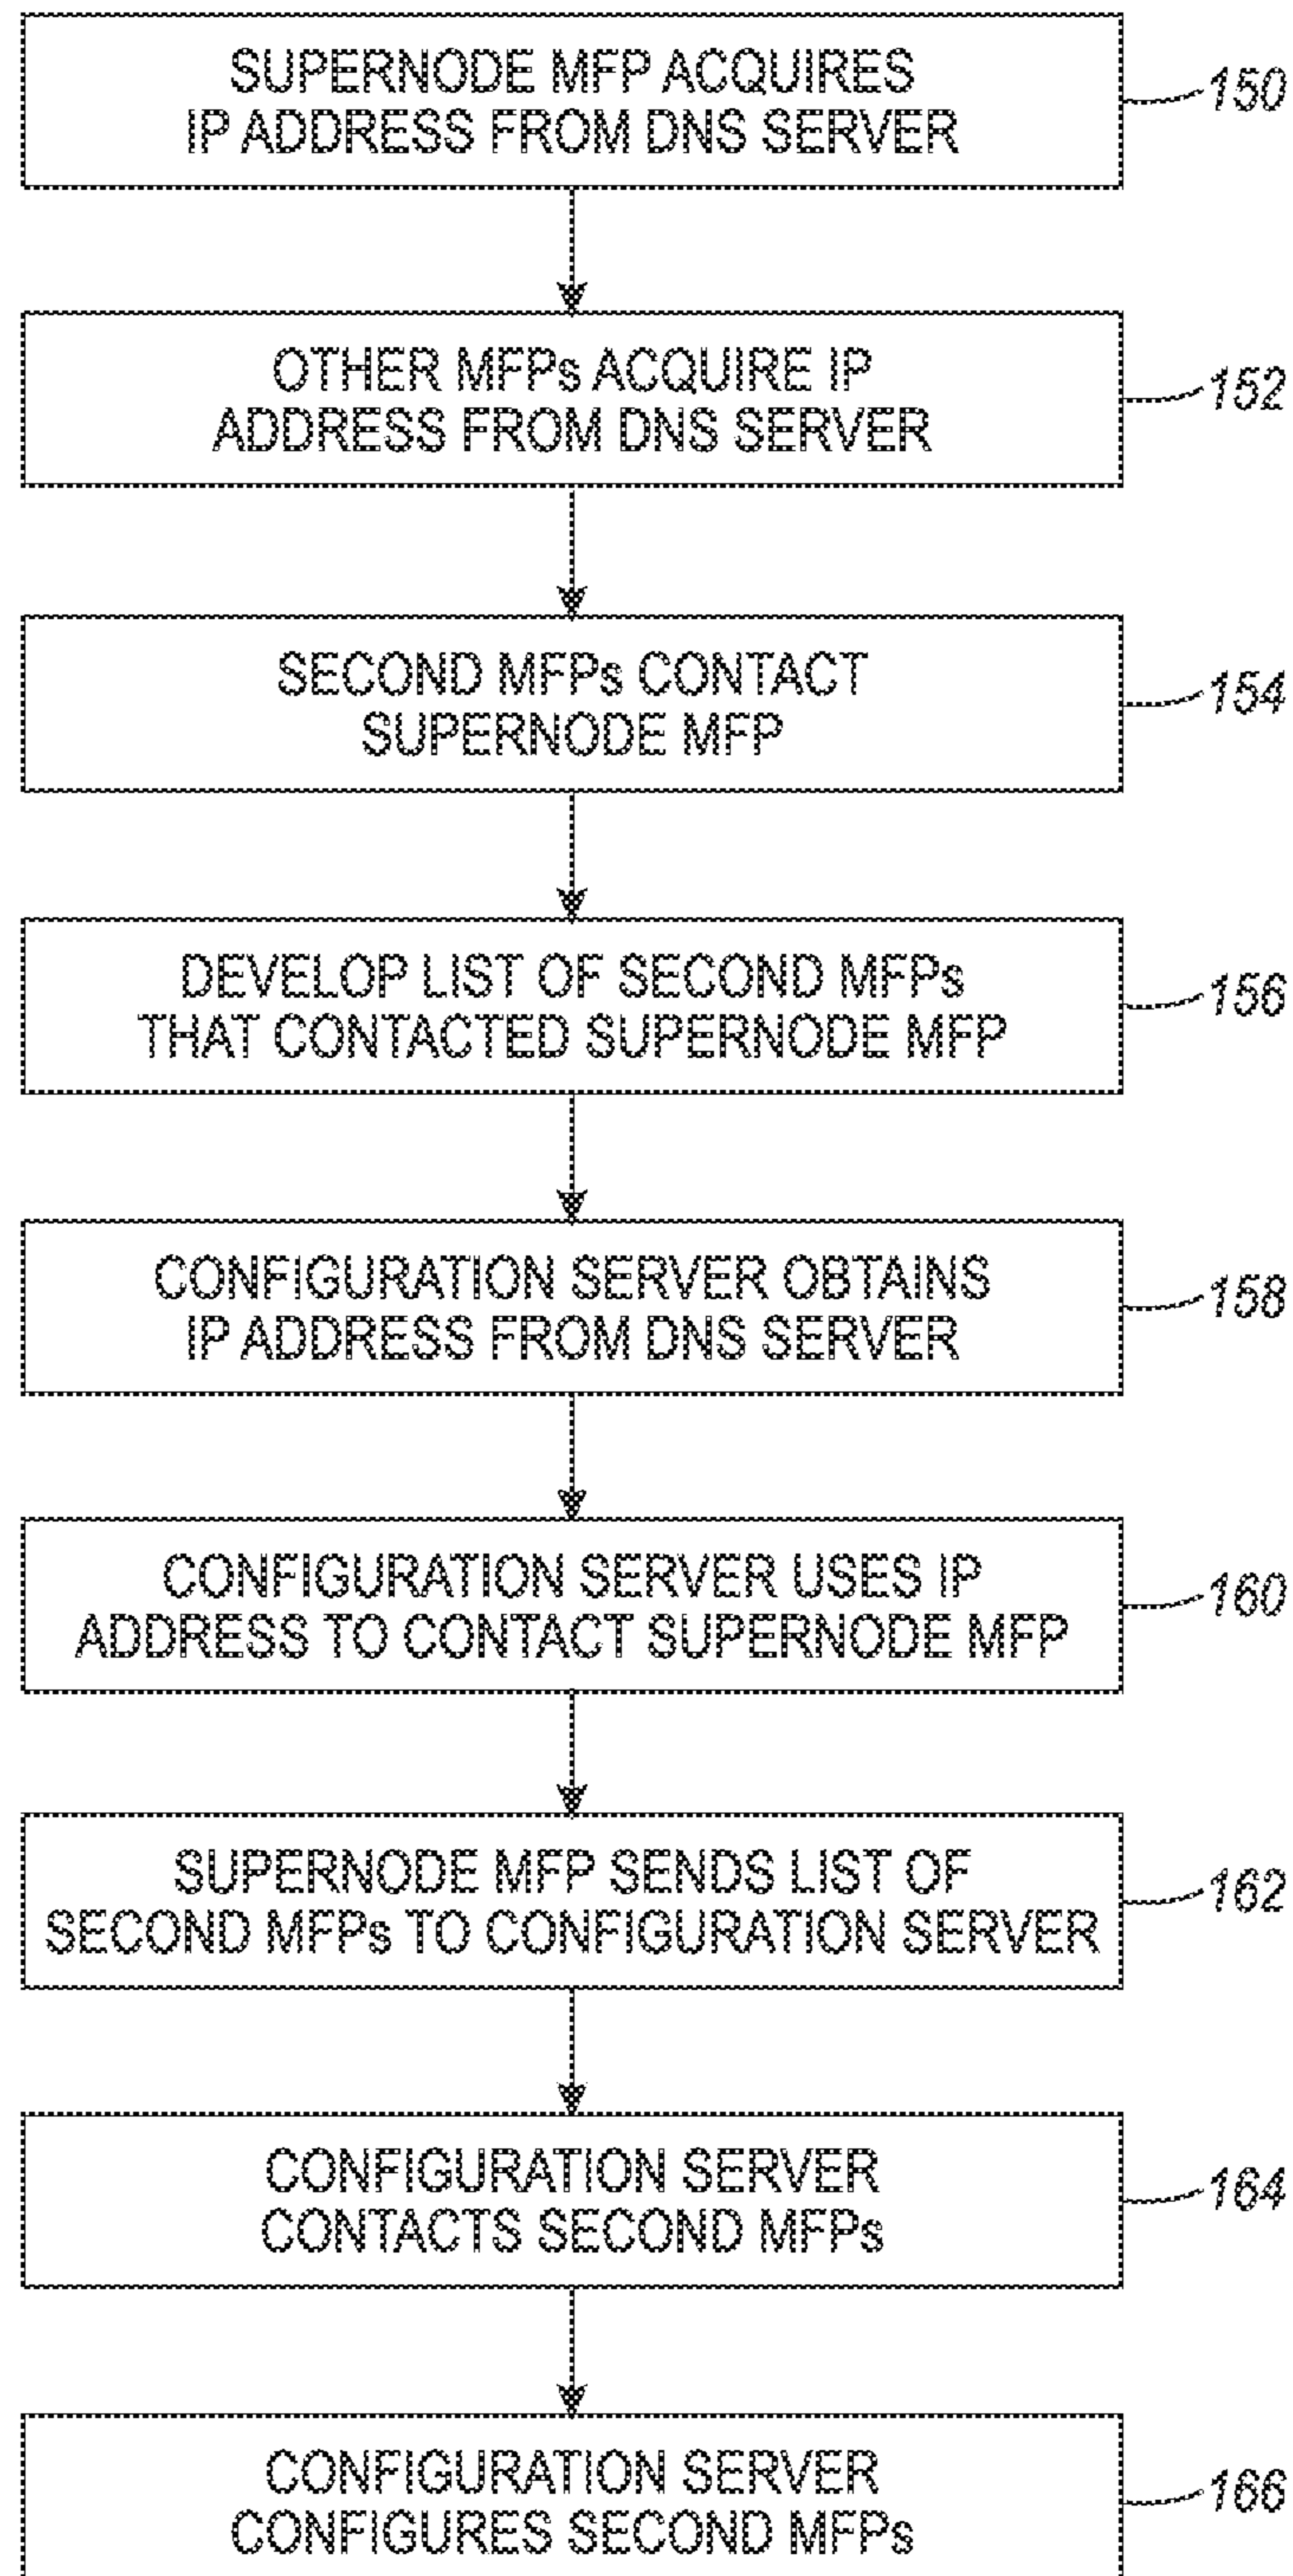 SUPERNODE MFP ACQUIRES
IP ADDRESS FROM DNS SERVER
150
OTHER MFPs ACQUIRE IP
ADDRESS FROM DNS SERVER
152
SECOND MFPs CONTACT
SUPERNODE MFP
154
DEVELOP LIST OF SECOND MFPs
THAT CONTACTED SUPERNODE MFP
156
CONFIGURATION SERVER OBTAINS
IP ADDRESS FROM DNS SERVER
158
CONFIGURATION SERVER USES IP
ADDRESS TO CONTACT SUPERNODE MFP
160
SUPERNODE MFP SENDS LIST OF
SECOND MFPs TO CONFIGURATION SERVER
162
CONFIGURATION SERVER
CONTACTS SECOND MFPs
164
CONFIGURATION SERVER
CONFIGURES SECOND MFPs
166